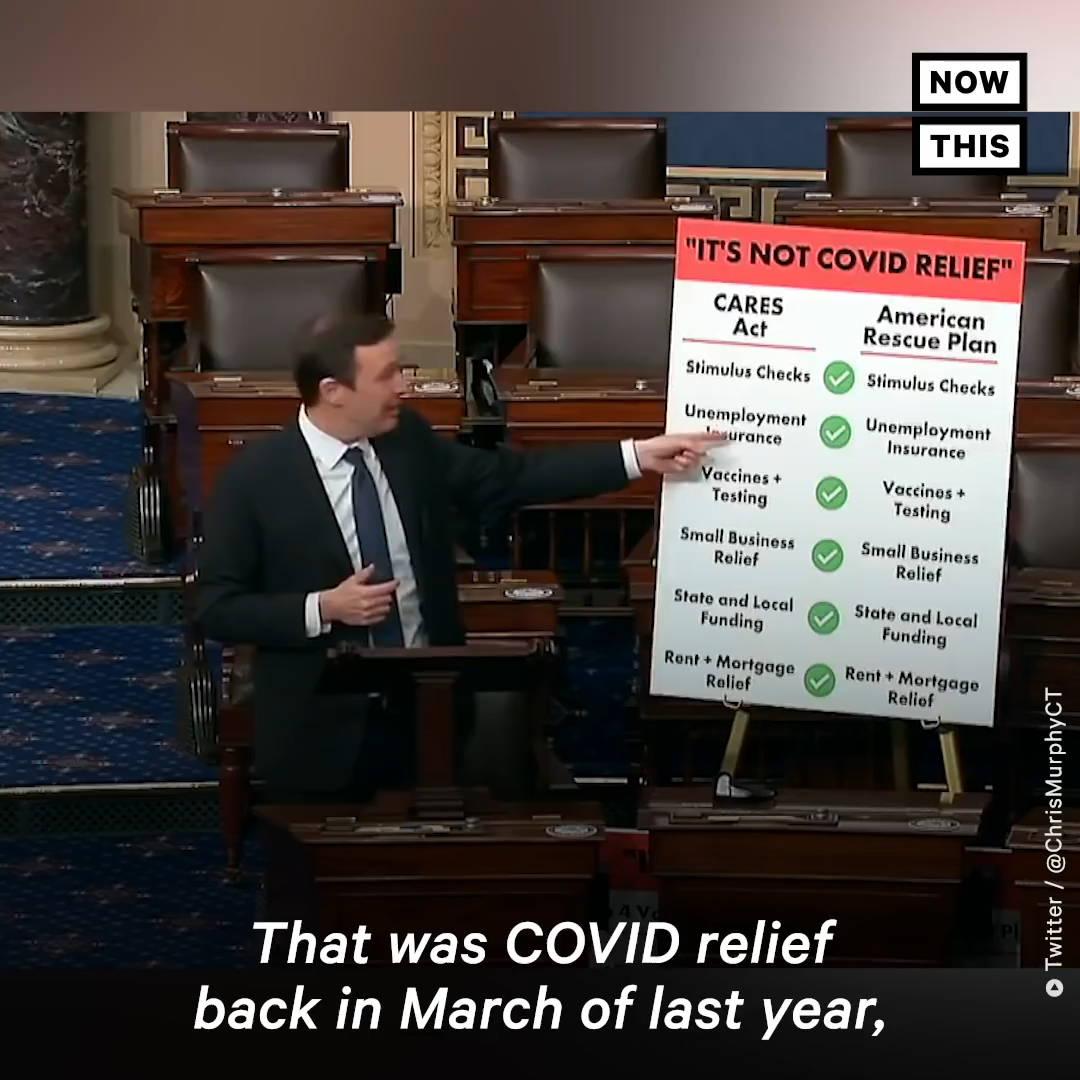 NOW
THIS
"IT'S NOT COVID RELIEF"
CARES
Act
American
Rescue Plan
Stimulus Checks
Stimulus Checks
Unemployment
Insurance
Unemployment
Insurance
Vaccines +
Testing
Vaccines +
Testing
Small Business
Relief
Small Business
Relief
State and Local
Funding
State and Local
Funding
Rent + Mortgage
Relief
Rent + Mortgage
Relief
Twitter / @ChrisMurphyCT
That was COVID relief
back in March of last year,